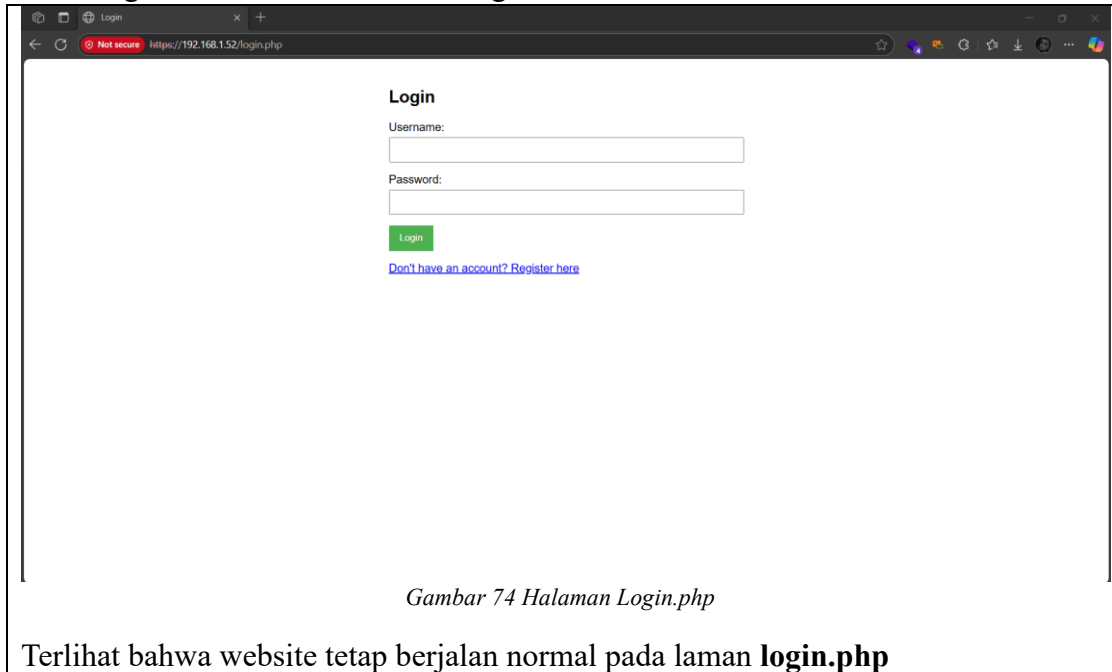 Login
Not secure https://192.168.1.52/login.php
4
Login
Username:
Password:
Login
Don't have an account? Register here
Gambar 74 Halaman Login.php
Terlihat bahwa website tetap berjalan normal pada laman login.php